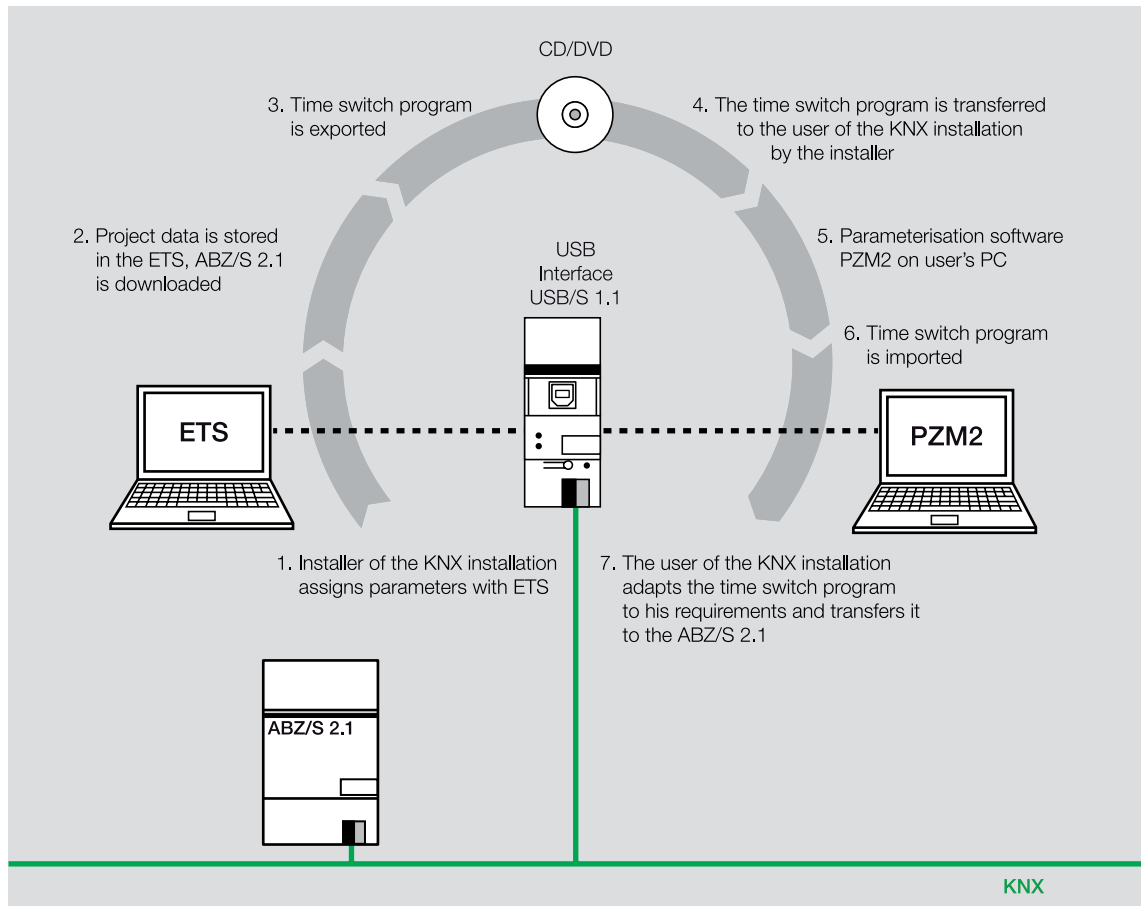 CD/DVD
3. Time switch program
is exported
4. The time switch program is transferred
to the user of the KNX installation
by the installer
2. Project data is stored
in the ETS, ABZ/S 2.1
is downloaded
USB
Interface
USB/S 1.1
5. Parameterisation software
PZM2 on user's PC
6. Time switch program
is imported
ETS
PZM2
1. Installer of the KNX installation
assigns parameters with ETS
7. The user of the KNX installation
adapts the time switch program
to his requirements and transfers it
to the ABZ/S 2.1
ABZ/S 2.1
KNX